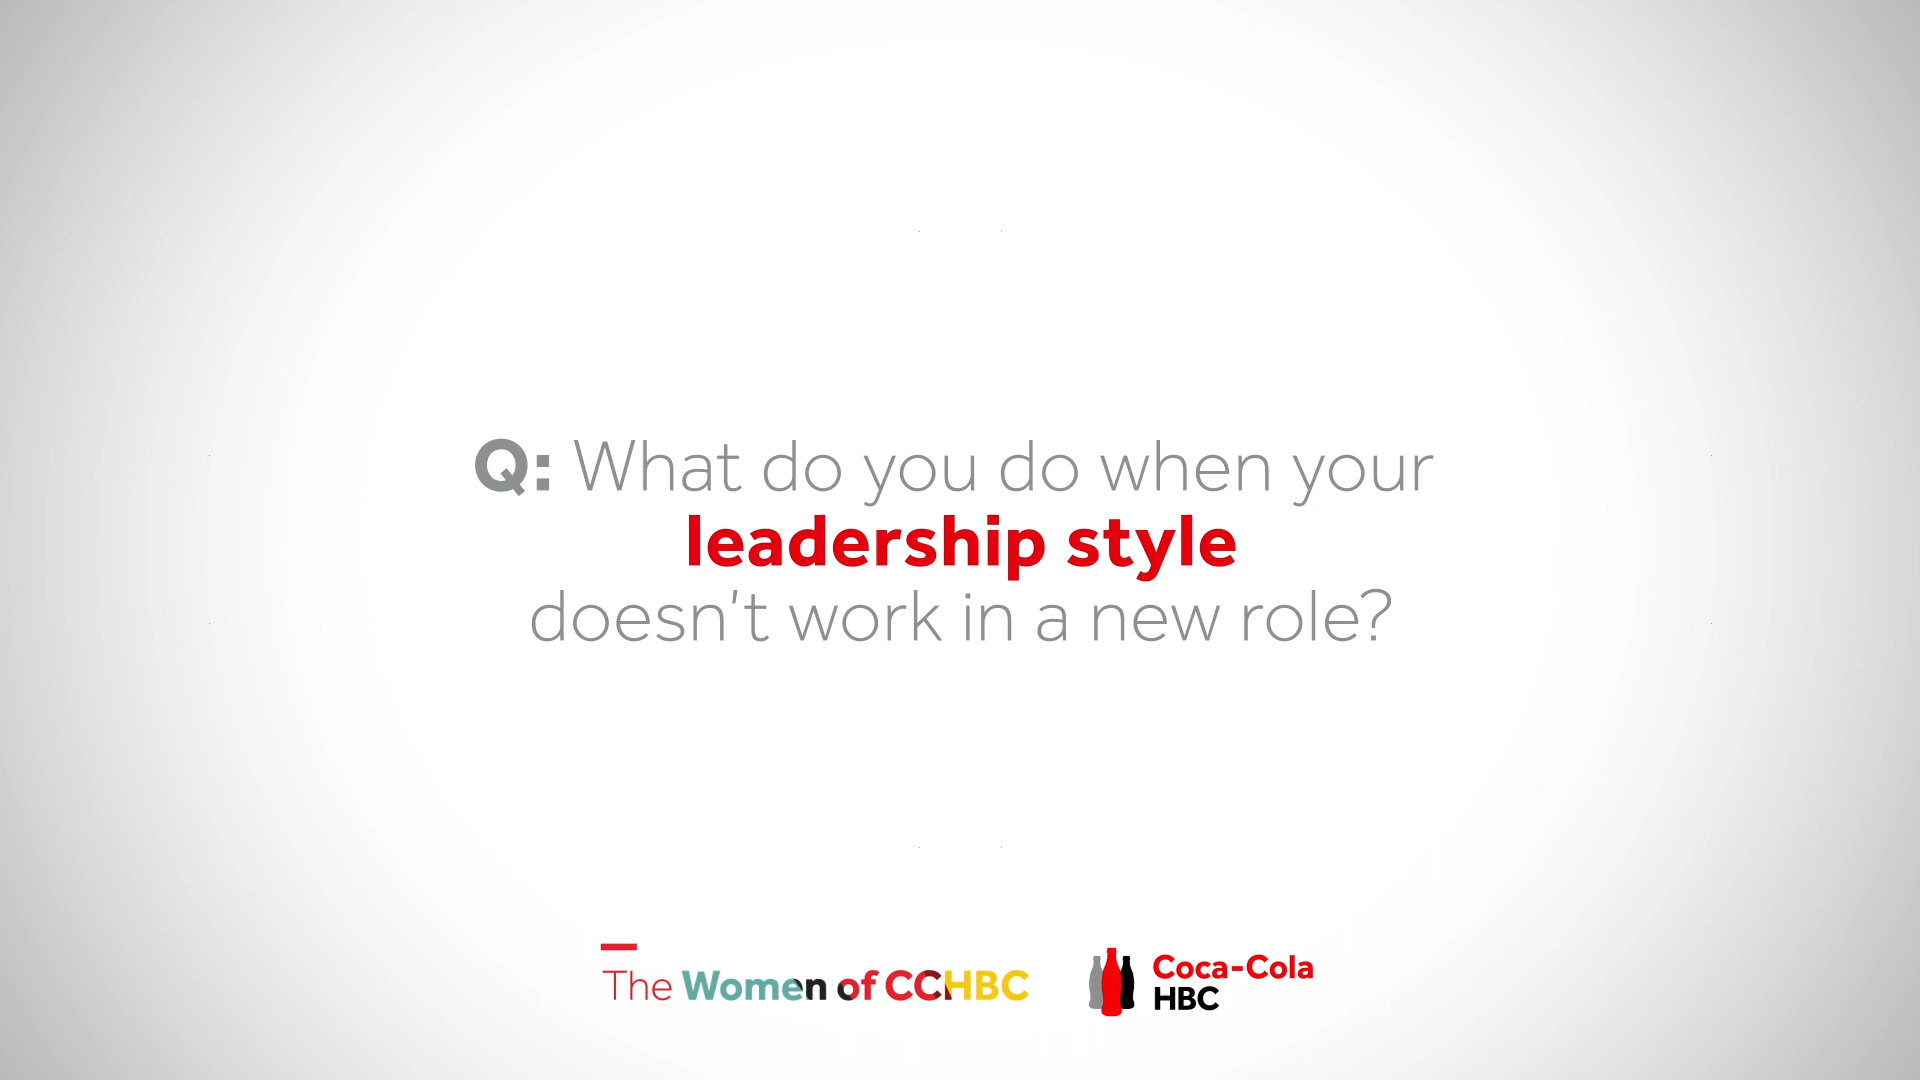 Q: What do you do when your
leadership style
doesn't work in a new role?
The Women of CCHBC
Coca-Cola
HBC